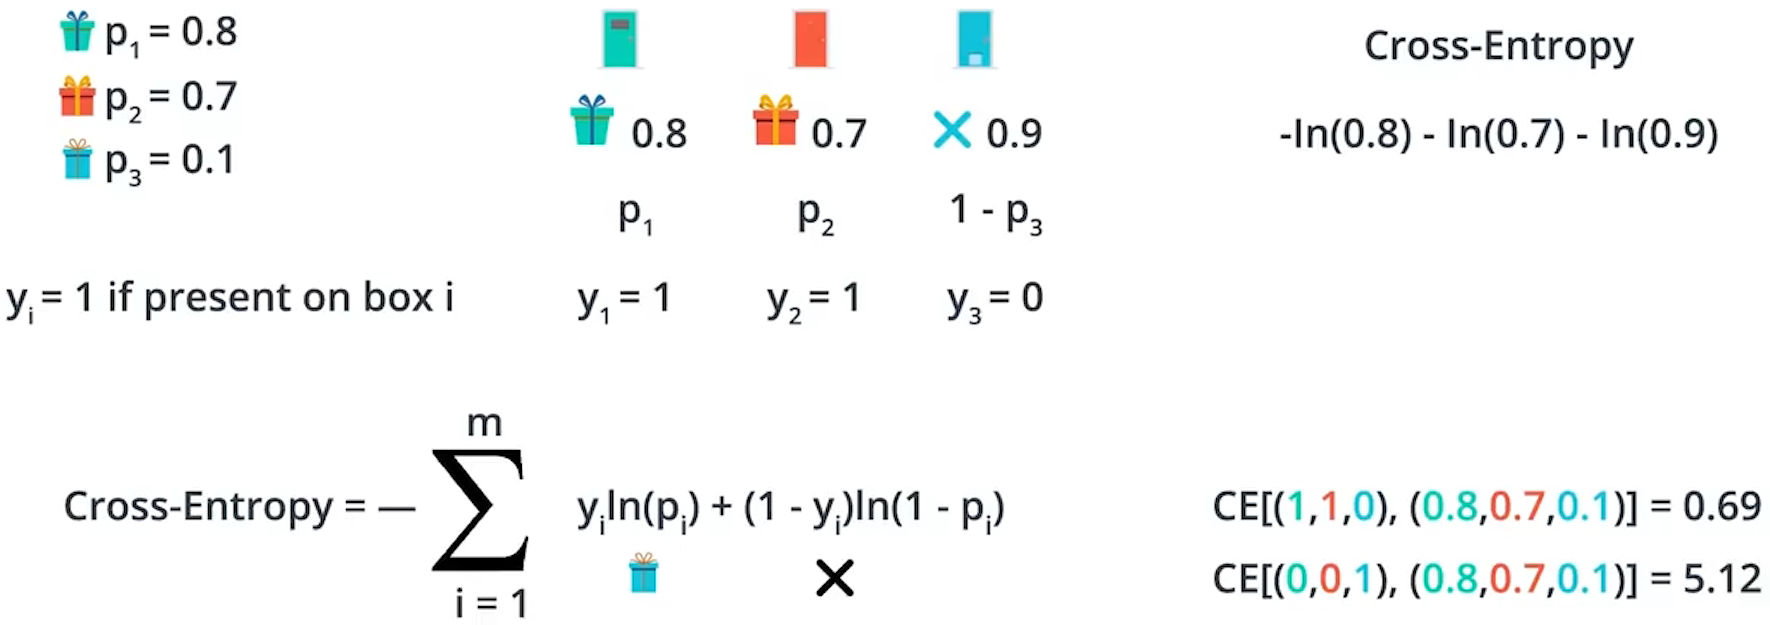 p₁ = 0.8
p₂ = 0.7
p₃ = 0.1
0.8 0.7 0.9
p₁ p₂ 1 - p₃
Cross-Entropy
-ln(0.8) - ln(0.7) - ln(0.9)
yᵢ = 1 if present on box i
y₁ = 1 y₂ = 1 y₃ = 0
m
Cross-Entropy = — ∑ yᵢln(pᵢ) + (1 - yᵢ)ln(1 - pᵢ)
i = 1
CE[(1,1,0), (0.8,0.7,0.1)] = 0.69
CE[(0,0,1), (0.8,0.7,0.1)] = 5.12